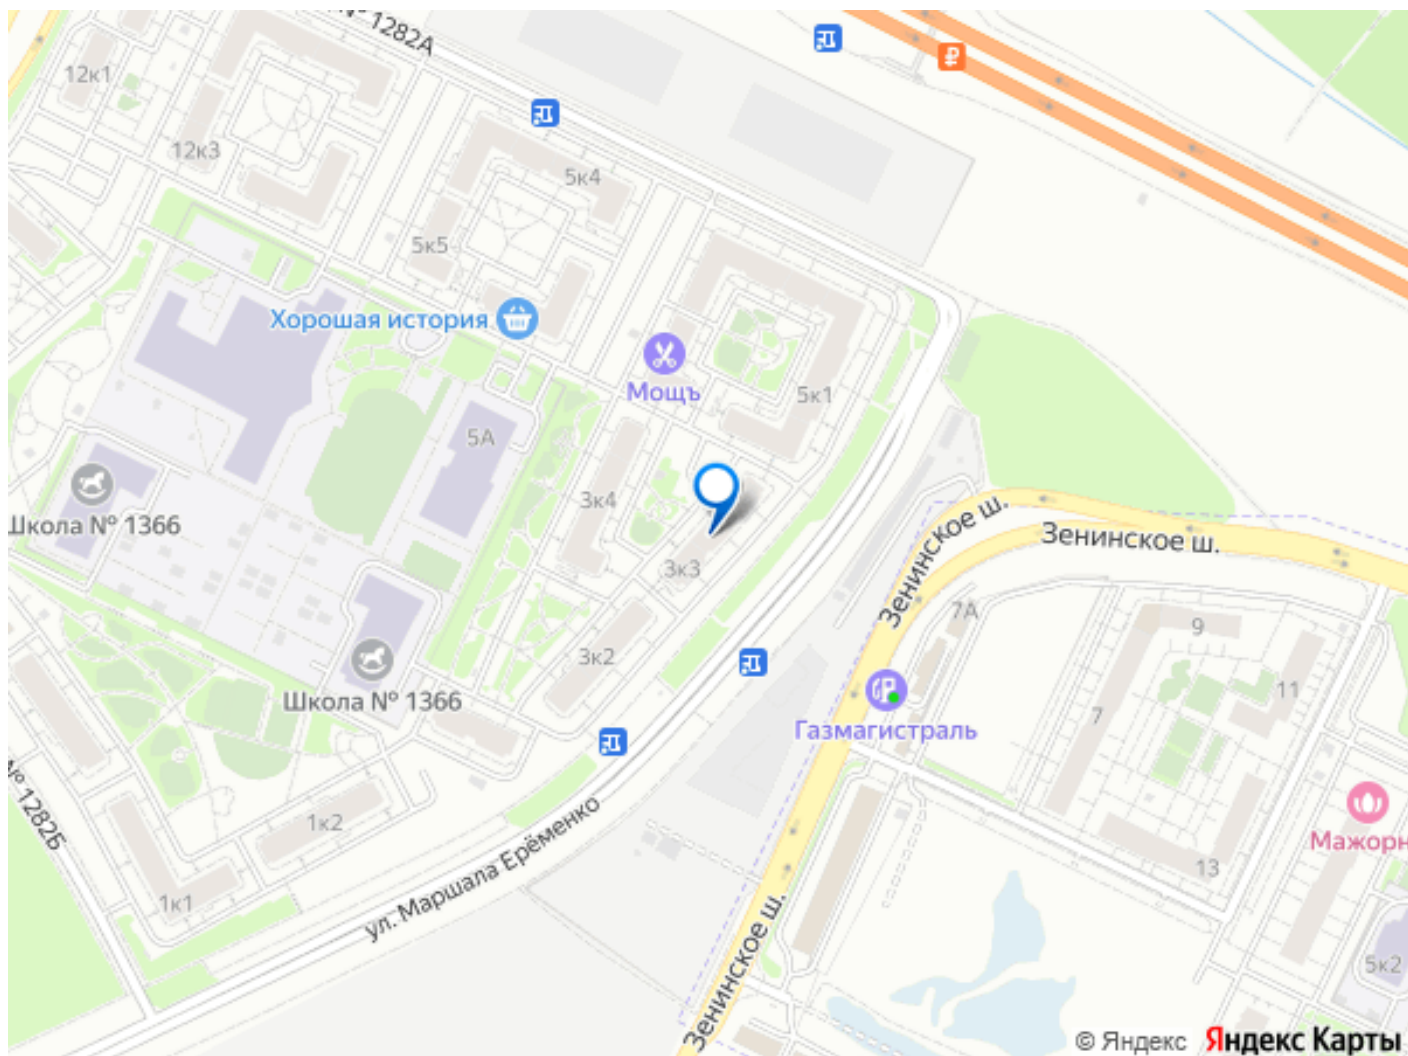 № 1282А
12к1
12к3
5к4
5к5
Хорошая история
Мощъ
5к1
5А
3к4
Школа № 1366
3к3
Зенинское ш.
Зенинское ш.
7А
9
3к2
11
Школа № 1366
7
Газмагистраль
№ 1282Б
1к2
ул. Маршала Ерёменко
Мажорн
13
1к1
Зенинское ш.
5к2
© Яндекс Яндекс Карты